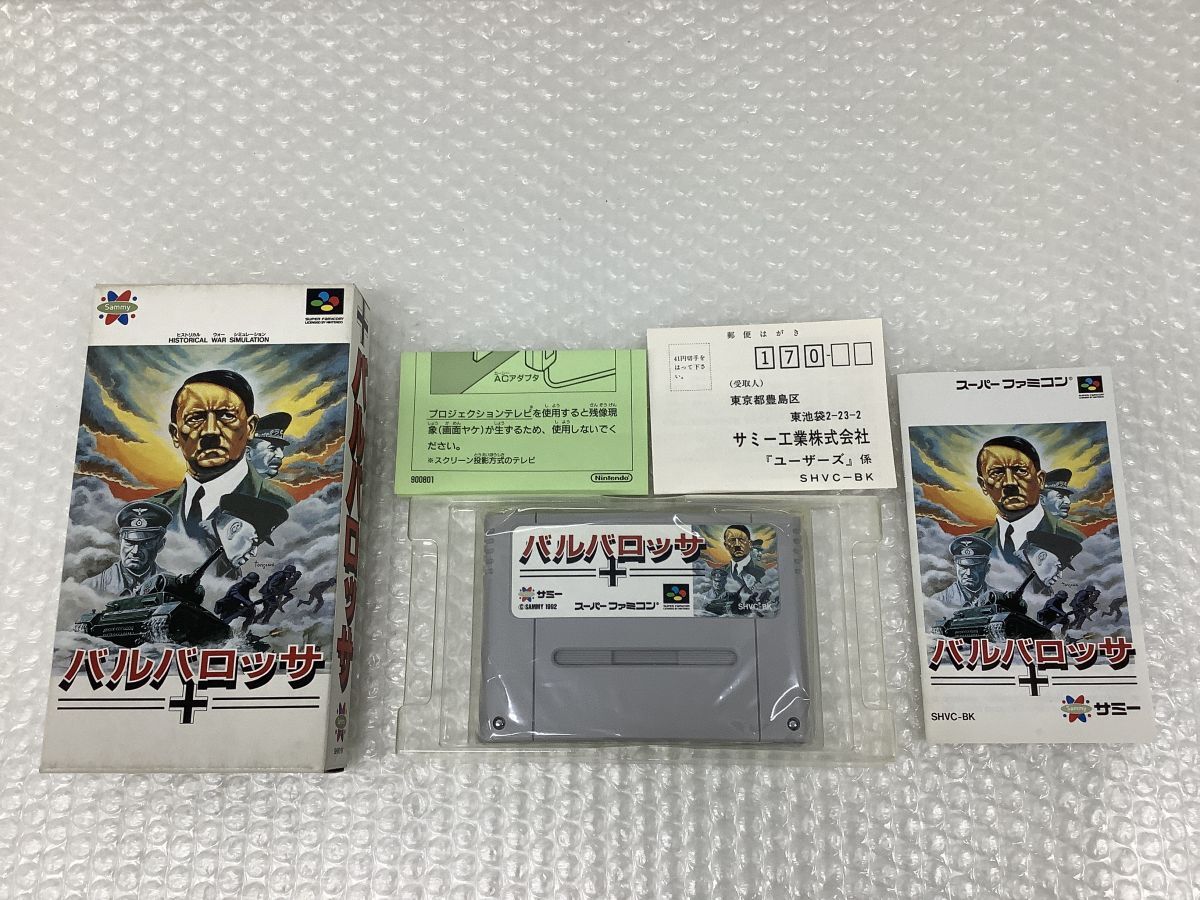 Sammy
SUPER FAMICOM
LICENSED BY NINTENDO
ヒストリカル ウォー シミュレーション
HISTORICAL WAR SIMULATION
バルバロッサ
バルバロッサ
ACアダプタ
プロジェクションテレビを使用すると残像現
象(画面ヤケ)が生ずるため、使用しないでく
ださい。
※スクリーン投影方式のテレビ
900801
Nintendo
郵便はがき
41円切手を
はって下さ
い。
170-
(受取人)
東京都豊島区
東池袋2-23-2
サミー工業株式会社
『ユーザーズ』係
SHVC-BK
バルバロッサ
サミー
©SAMMY 1992
スーパーファミコン
SHVC-BK
スーパーファミコン
バルバロッサ
SHVC-BK
Sammy
サミー